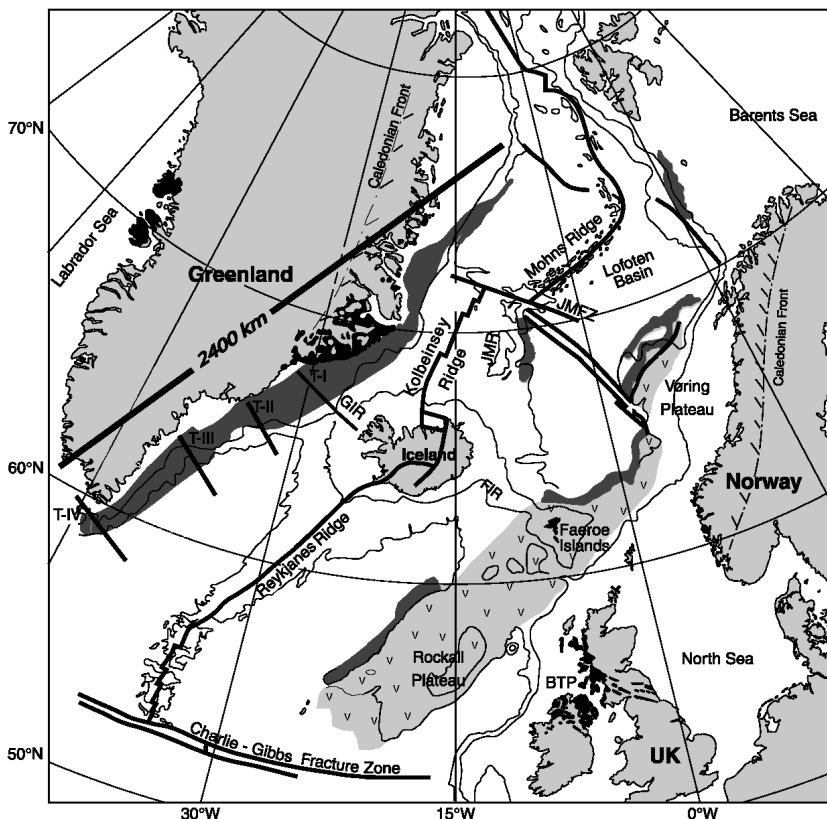 70°N
60°N
50°N
30°W
15°W
0°W
Barents Sea
Caledonian Front
Labrador Sea
Greenland
2400 km
Mohns Ridge
Lofoten
Basin
JMFZ
JMR
Kolbeinsey
Ridge
Caledonian Front
Vøring
Plateau
T-I
T-II
T-III
T-IV
GIR
Iceland
FIR
Norway
Faeroe
Islands
Reykjanes Ridge
Rockall
Plateau
North Sea
BTP
UK
Charlie - Gibbs Fracture Zone